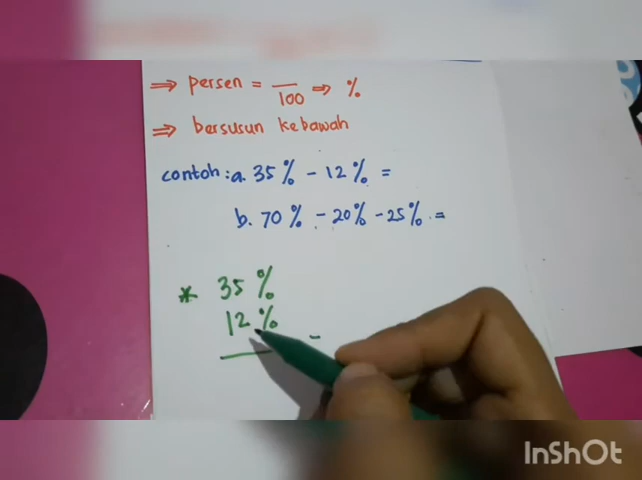 ⇒ persen = — / 100 ⇒ %
⇒ bersusun kebawah
contoh : a. 35 % - 12 % =
b. 70 % - 20% - 25% =
* 35 %
12 % -
InShOt